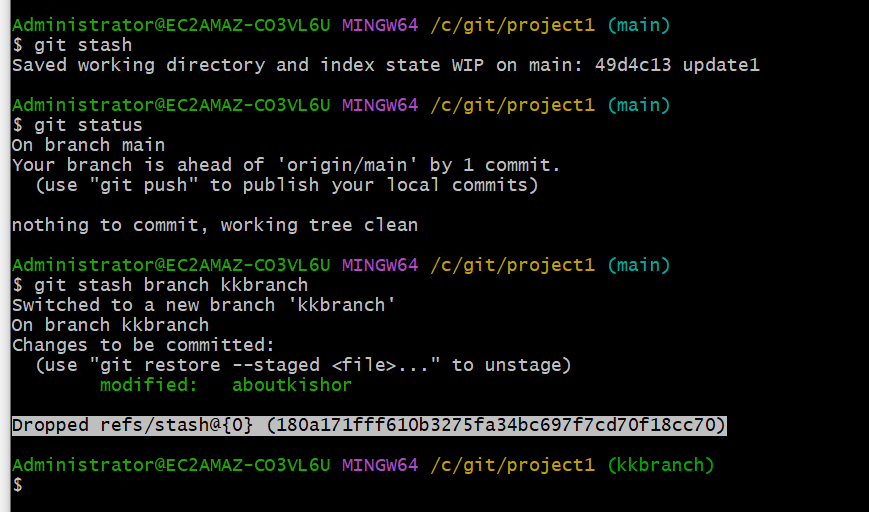 Administrator@EC2AMAZ-CO3VL6U MINGW64 /c/git/project1 (main)
$ git stash
Saved working directory and index state WIP on main: 49d4c13 update1
Administrator@EC2AMAZ-CO3VL6U MINGW64 /c/git/project1 (main)
$ git status
On branch main
Your branch is ahead of 'origin/main' by 1 commit.
  (use "git push" to publish your local commits)
nothing to commit, working tree clean
Administrator@EC2AMAZ-CO3VL6U MINGW64 /c/git/project1 (main)
$ git stash branch kkbranch
Switched to a new branch 'kkbranch'
On branch kkbranch
Changes to be committed:
  (use "git restore --staged <file>..." to unstage)
        modified:   aboutkishor
Dropped refs/stash@{0} (180a171fff610b3275fa34bc697f7cd70f18cc70)
Administrator@EC2AMAZ-CO3VL6U MINGW64 /c/git/project1 (kkbranch)
$